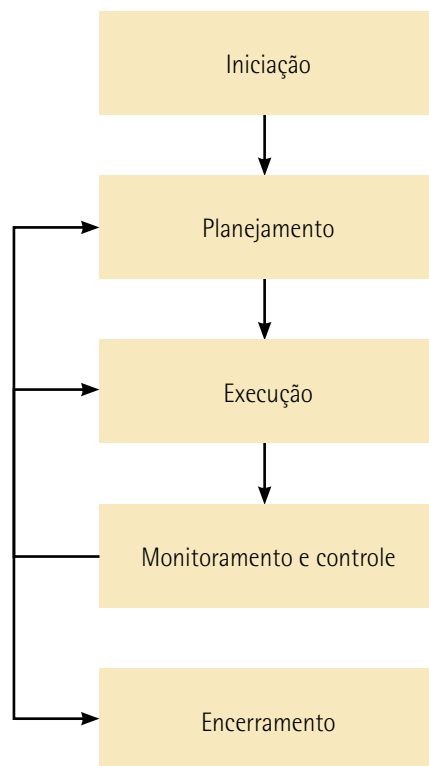 Iniciação
Planejamento
Execução
Monitoramento e controle
Encerramento